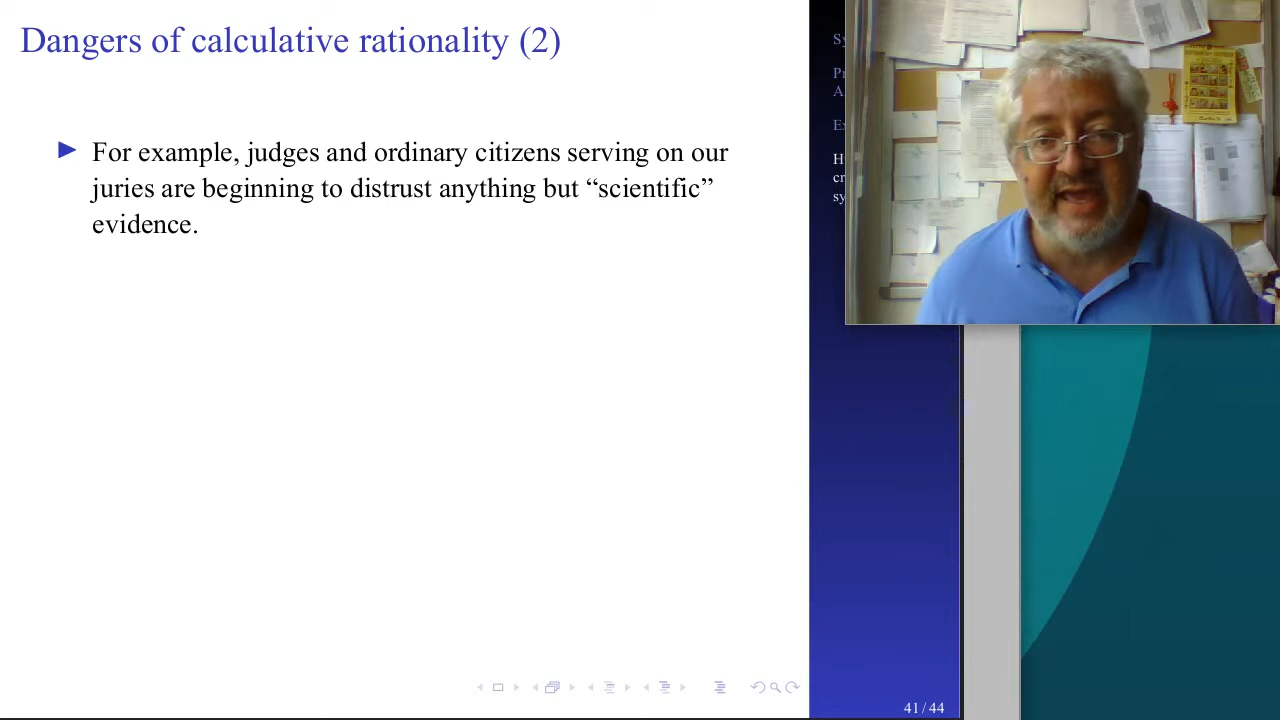 Dangers of calculative rationality (2)
For example, judges and ordinary citizens serving on our
juries are beginning to distrust anything but “scientific”
evidence.
41 / 44